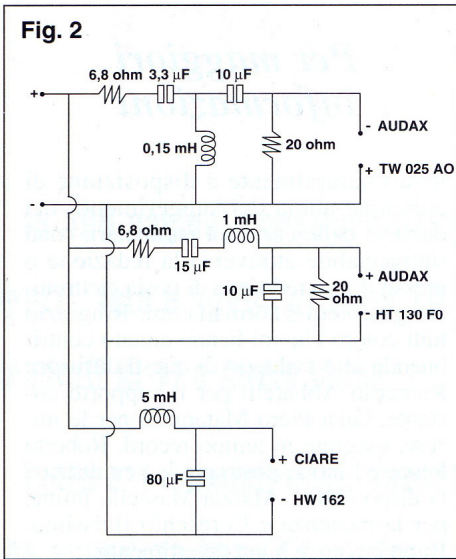 Fig. 2
6,8 ohm
3,3 µF
10 µF
+
0,15 mH
20 ohm
- AUDAX
+ TW 025 AO
-
6,8 ohm
15 µF
1 mH
10 µF
20
ohm
+ AUDAX
- HT 130 F0
5 mH
80 µF
+ CIARE
- HW 162